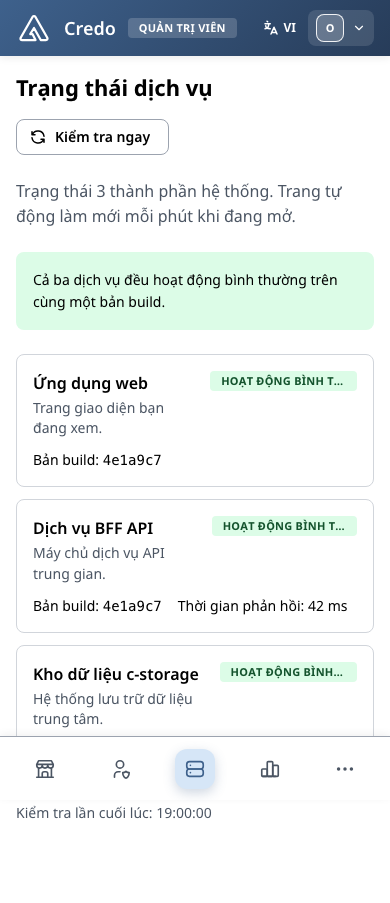 Credo
QUẢN TRỊ VIÊN
VI
O
Trạng thái dịch vụ
Kiểm tra ngay
Trạng thái 3 thành phần hệ thống. Trang tự
động làm mới mỗi phút khi đang mở.
Cả ba dịch vụ đều hoạt động bình thường trên
cùng một bản build.
Ứng dụng web
HOẠT ĐỘNG BÌNH T...
Trang giao diện bạn
đang xem.
Bản build: 4e1a9c7
Dịch vụ BFF API
HOẠT ĐỘNG BÌNH T...
Máy chủ dịch vụ API
trung gian.
Bản build: 4e1a9c7 Thời gian phản hồi: 42 ms
Kho dữ liệu c-storage
HOẠT ĐỘNG BÌNH...
Hệ thống lưu trữ dữ liệu
trung tâm.
Kiểm tra lần cuối lúc: 19:00:00